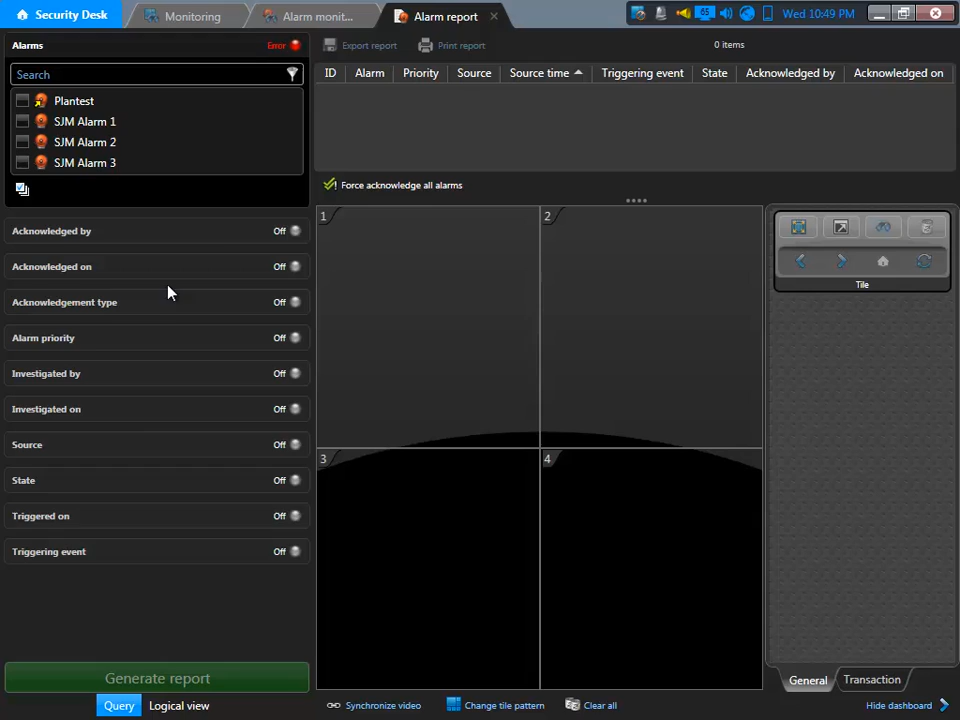 Security Desk
Monitoring
Alarm monit...
Alarm report
65
Wed 10:49 PM
Alarms
Error
Search
Plantest
SJM Alarm 1
SJM Alarm 2
SJM Alarm 3
Acknowledged by Off
Acknowledged on Off
Acknowledgement type Off
Alarm priority Off
Investigated by Off
Investigated on Off
Source Off
State Off
Triggered on Off
Triggering event Off
Generate report
Query Logical view
Export report Print report 0 items
ID Alarm Priority Source Source time Triggering event State Acknowledged by Acknowledged on
Force acknowledge all alarms
1
2
3
4
Tile
General Transaction
Synchronize video Change tile pattern Clear all Hide dashboard